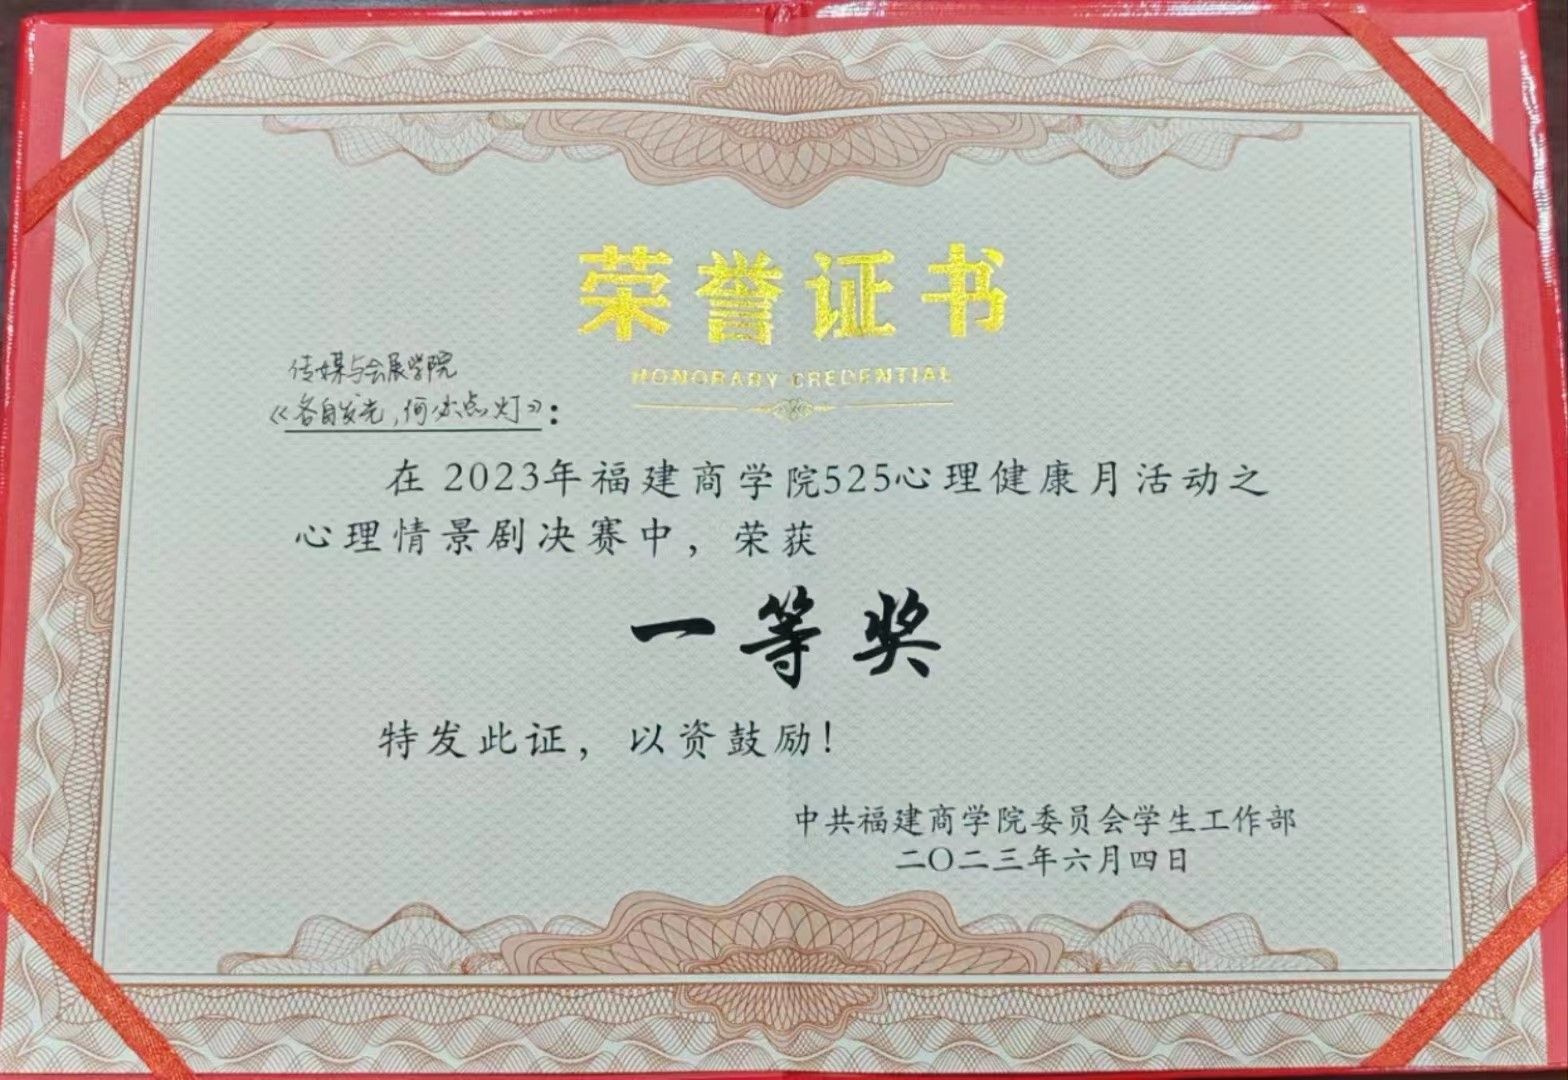 荣誉证书
HONORARY CREDENTIAL
传媒与会展学院
《各自发光,何必点灯》:
在2023年福建商学院525心理健康月活动之
心理情景剧决赛中，荣获
一等奖
特发此证，以资鼓励！
中共福建商学院委员会学生工作部
二〇二三年六月四日